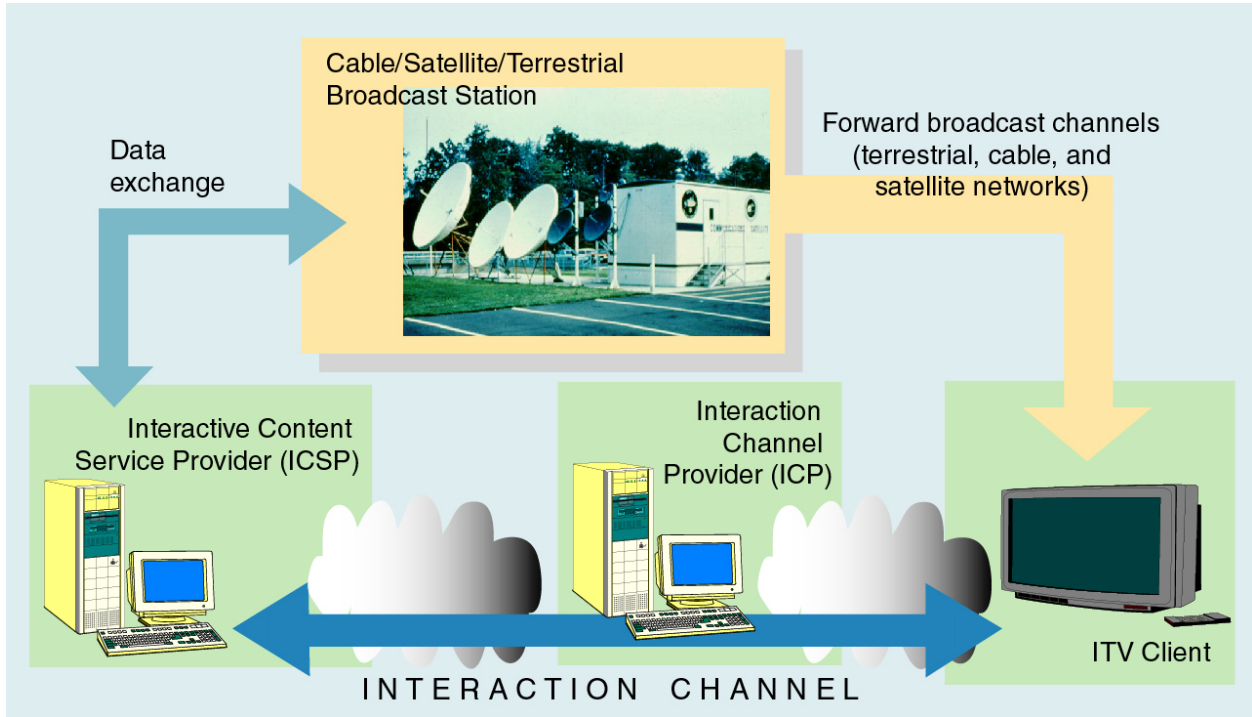 Cable/Satellite/Terrestrial
Broadcast Station
Data
exchange
Forward broadcast channels
(terrestrial, cable, and
satellite networks)
Interactive Content
Service Provider (ICSP)
Interaction
Channel
Provider (ICP)
ITV Client
INTERACTION CHANNEL